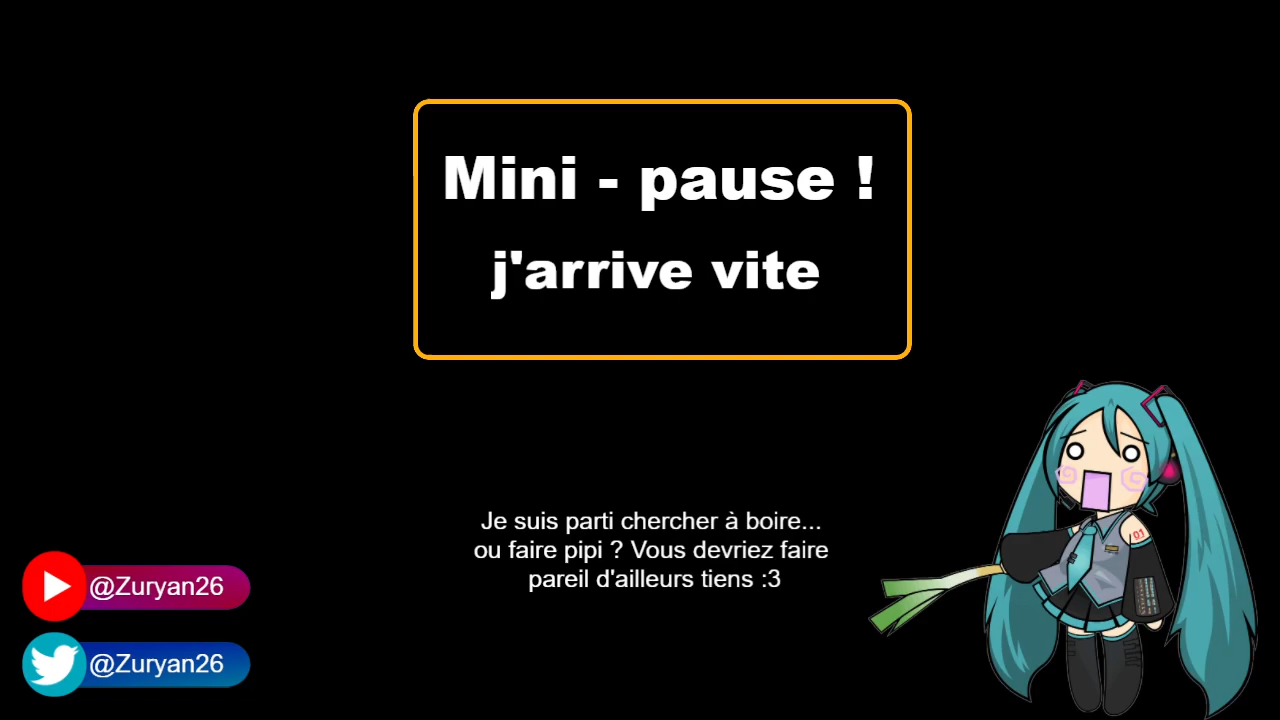 Mini - pause !
j'arrive vite
Je suis parti chercher à boire...
ou faire pipi ? Vous devriez faire
pareil d'ailleurs tiens :3
@Zuryan26
@Zuryan26
01